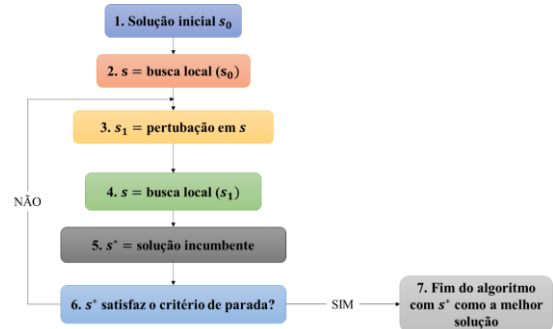 1. Solução inicial s₀
2. s = busca local (s₀)
3. s₁ = pertubação em s
4. s = busca local (s₁)
NÃO
5. s* = solução incumbente
6. s* satisfaz o critério de parada?
SIM
7. Fim do algoritmo
com s* como a melhor
solução